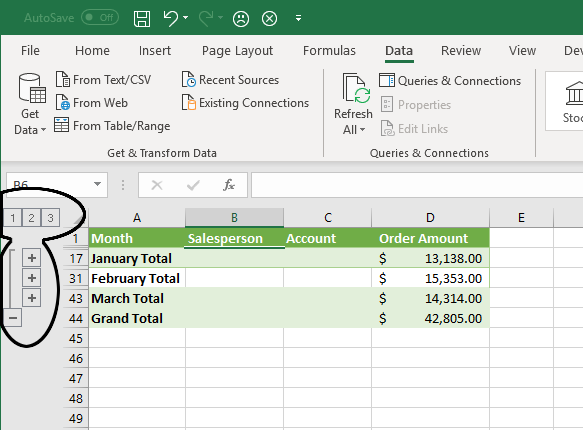 AutoSave Off
File Home Insert Page Layout Formulas Data Review View Dev
From Text/CSV Recent Sources Queries & Connections
From Web Existing Connections Properties
Get Data From Table/Range Refresh All Edit Links Stoc
Get & Transform Data Queries & Connections
B6 fx
1 2 3 A B C D E
1 Month Salesperson Account Order Amount
17 January Total $ 13,138.00
31 February Total $ 15,353.00
43 March Total $ 14,314.00
44 Grand Total $ 42,805.00
45
46
47
48
49